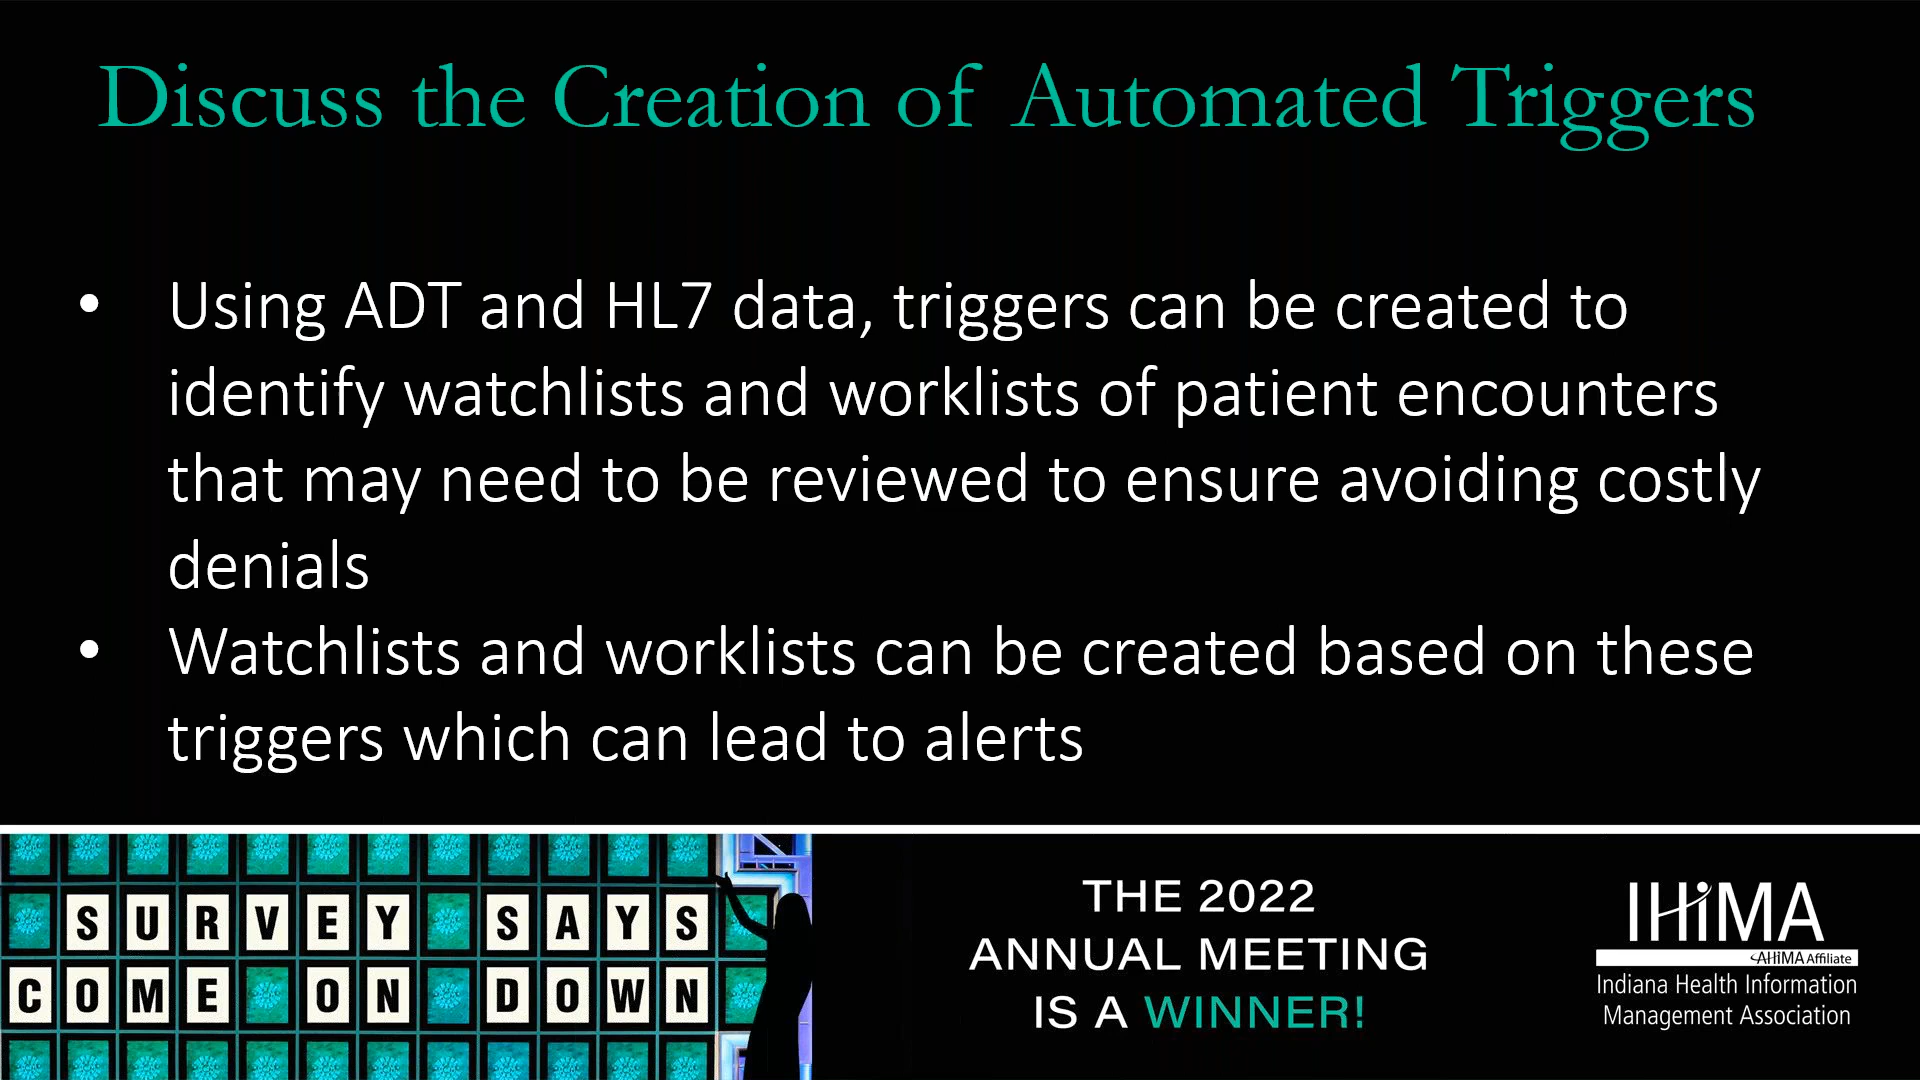 Discuss the Creation of Automated Triggers
• Using ADT and HL7 data, triggers can be created to
identify watchlists and worklists of patient encounters
that may need to be reviewed to ensure avoiding costly
denials
• Watchlists and worklists can be created based on these
triggers which can lead to alerts
SURVEY SAYS
COME ON DOWN
THE 2022
ANNUAL MEETING
IS A WINNER!
IHIMA
AHIMA Affiliate
Indiana Health Information
Management Association